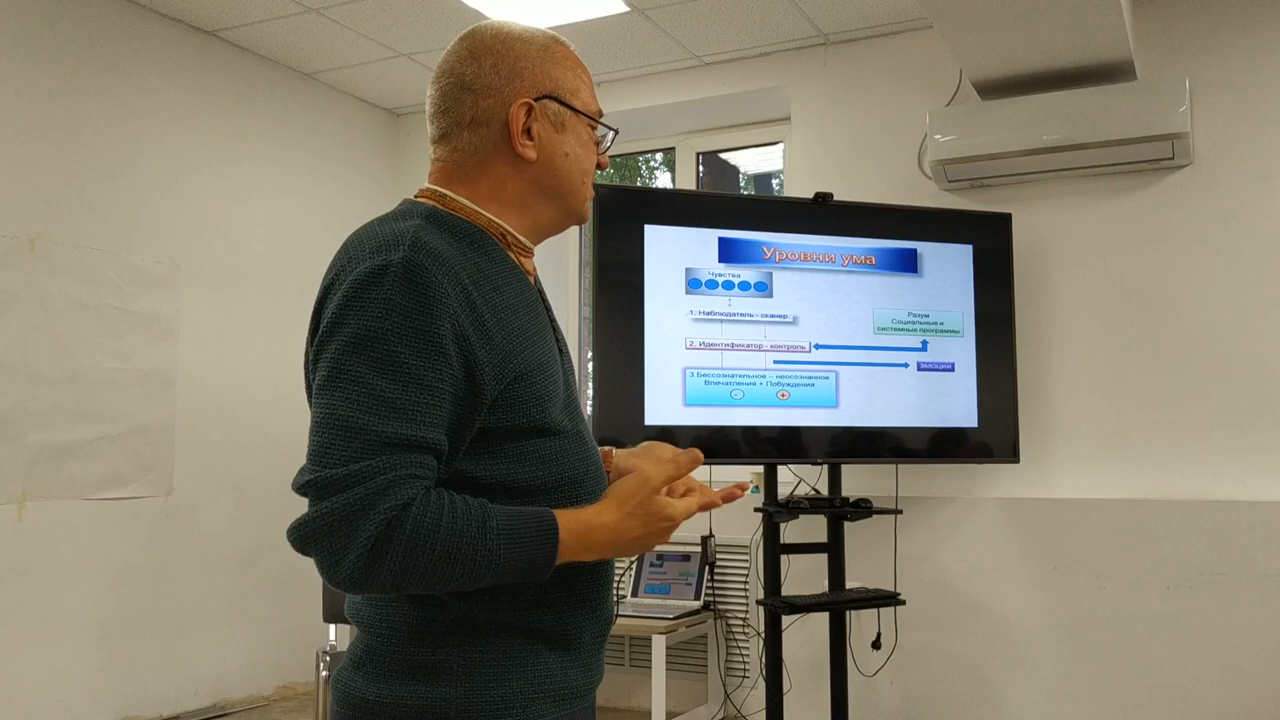 Уровни ума
Чувства
1. Наблюдатель - сканер
Разум
Социальные и
системные программы
2. Идентификатор - контроль
эмоции
3.Бессознательное – неосознанное
Впечатления + Побуждения
- +